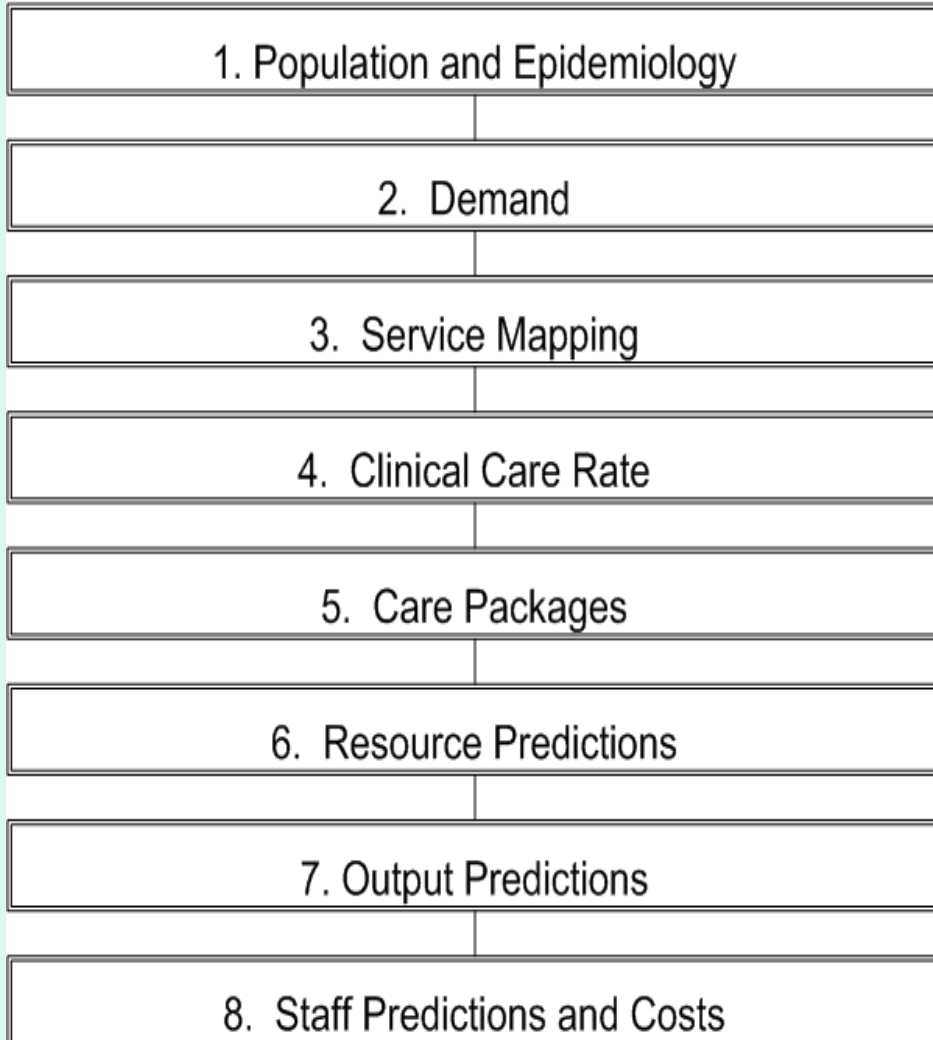 1. Population and Epidemiology
2. Demand
3. Service Mapping
4. Clinical Care Rate
5. Care Packages
6. Resource Predictions
7. Output Predictions
8. Staff Predictions and Costs